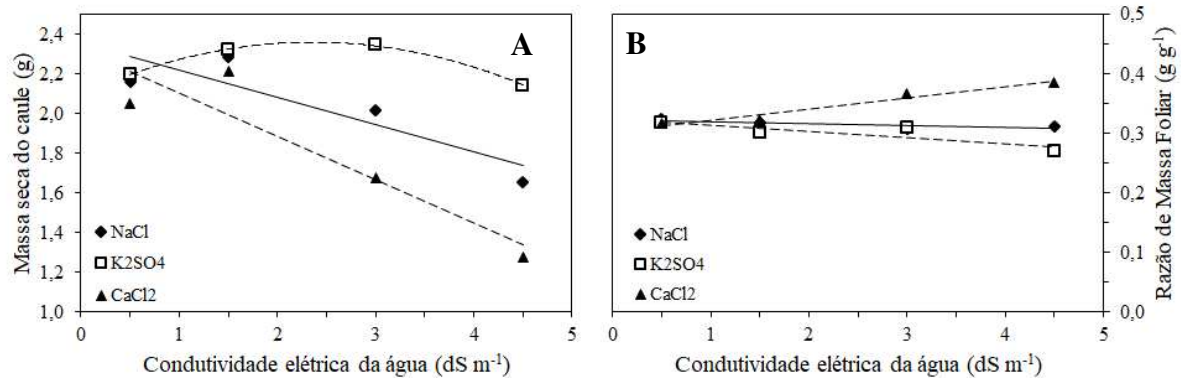 A
Massa seca do caule (g)
2,4
2,2
2,0
1,8
1,6
1,4
1,2
1,0
NaCl
K2SO4
CaCl2
0 1 2 3 4 5
Condutividade elétrica da água (dS m-1)
B
NaCl
K2SO4
CaCl2
0 1 2 3 4 5
Condutividade elétrica da água (dS m-1)
0,5
0,4
0,3
0,2
0,1
0,0
Razão de Massa Foliar (g g-1)